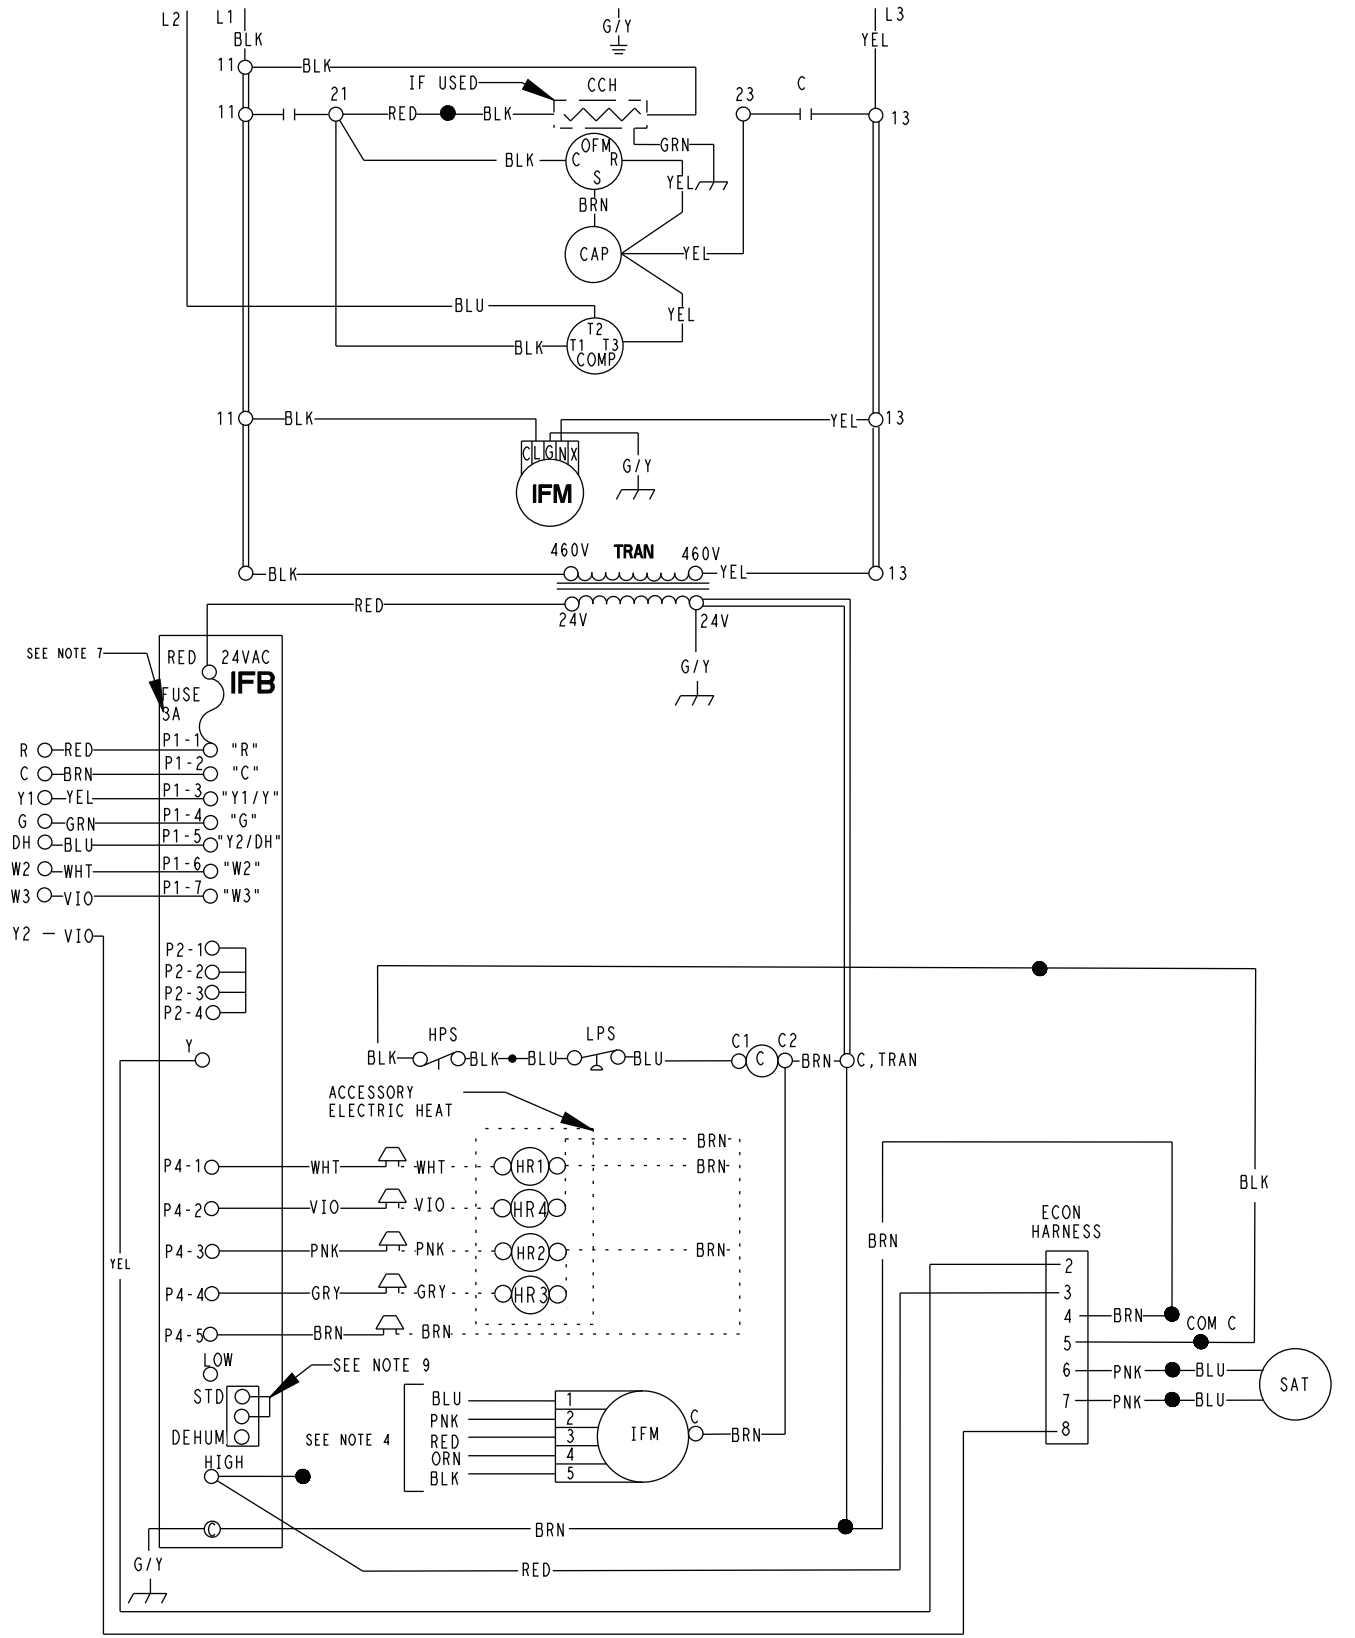 L2
L1
G/Y
L3
BLK
YEL
11
BLK
IF USED
CCH
C
21
23
11
RED
BLK
13
OFM
C
R
S
GRN
BLK
YEL
BRN
CAP
YEL
BLU
YEL
T2
T1
T3
COMP
BLK
11
BLK
YEL
13
C L G N X
G/Y
IFM
460V
TRAN
460V
BLK
YEL
13
RED
24V
24V
SEE NOTE 7
RED
24VAC
IFB
G/Y
FUSE
3A
R
RED
P1-1
"R"
C
BRN
P1-2
"C"
Y1
YEL
P1-3
"Y1/Y"
G
GRN
P1-4
"G"
DH
BLU
P1-5
"Y2/DH"
W2
WHT
P1-6
"W2"
W3
VIO
P1-7
"W3"
Y2
VIO
P2-1
P2-2
P2-3
P2-4
Y
HPS
LPS
C1
C2
BLK
BLK
BLU
BLU
C
BRN
C,TRAN
ACCESSORY
ELECTRIC HEAT
BRN
P4-1
WHT
WHT
HR1
BRN
BLK
P4-2
VIO
VIO
HR4
ECON
HARNESS
BRN
P4-3
PNK
PNK
HR2
BRN
YEL
2
P4-4
GRY
GRY
HR3
3
4
BRN
COM C
P4-5
BRN
BRN
5
LOW
SEE NOTE 9
6
PNK
BLU
SAT
STD
7
PNK
BLU
BLU
1
PNK
2
C
8
DEHUM
SEE NOTE 4
RED
3
IFM
BRN
ORN
4
HIGH
BLK
5
C
BRN
G/Y
RED